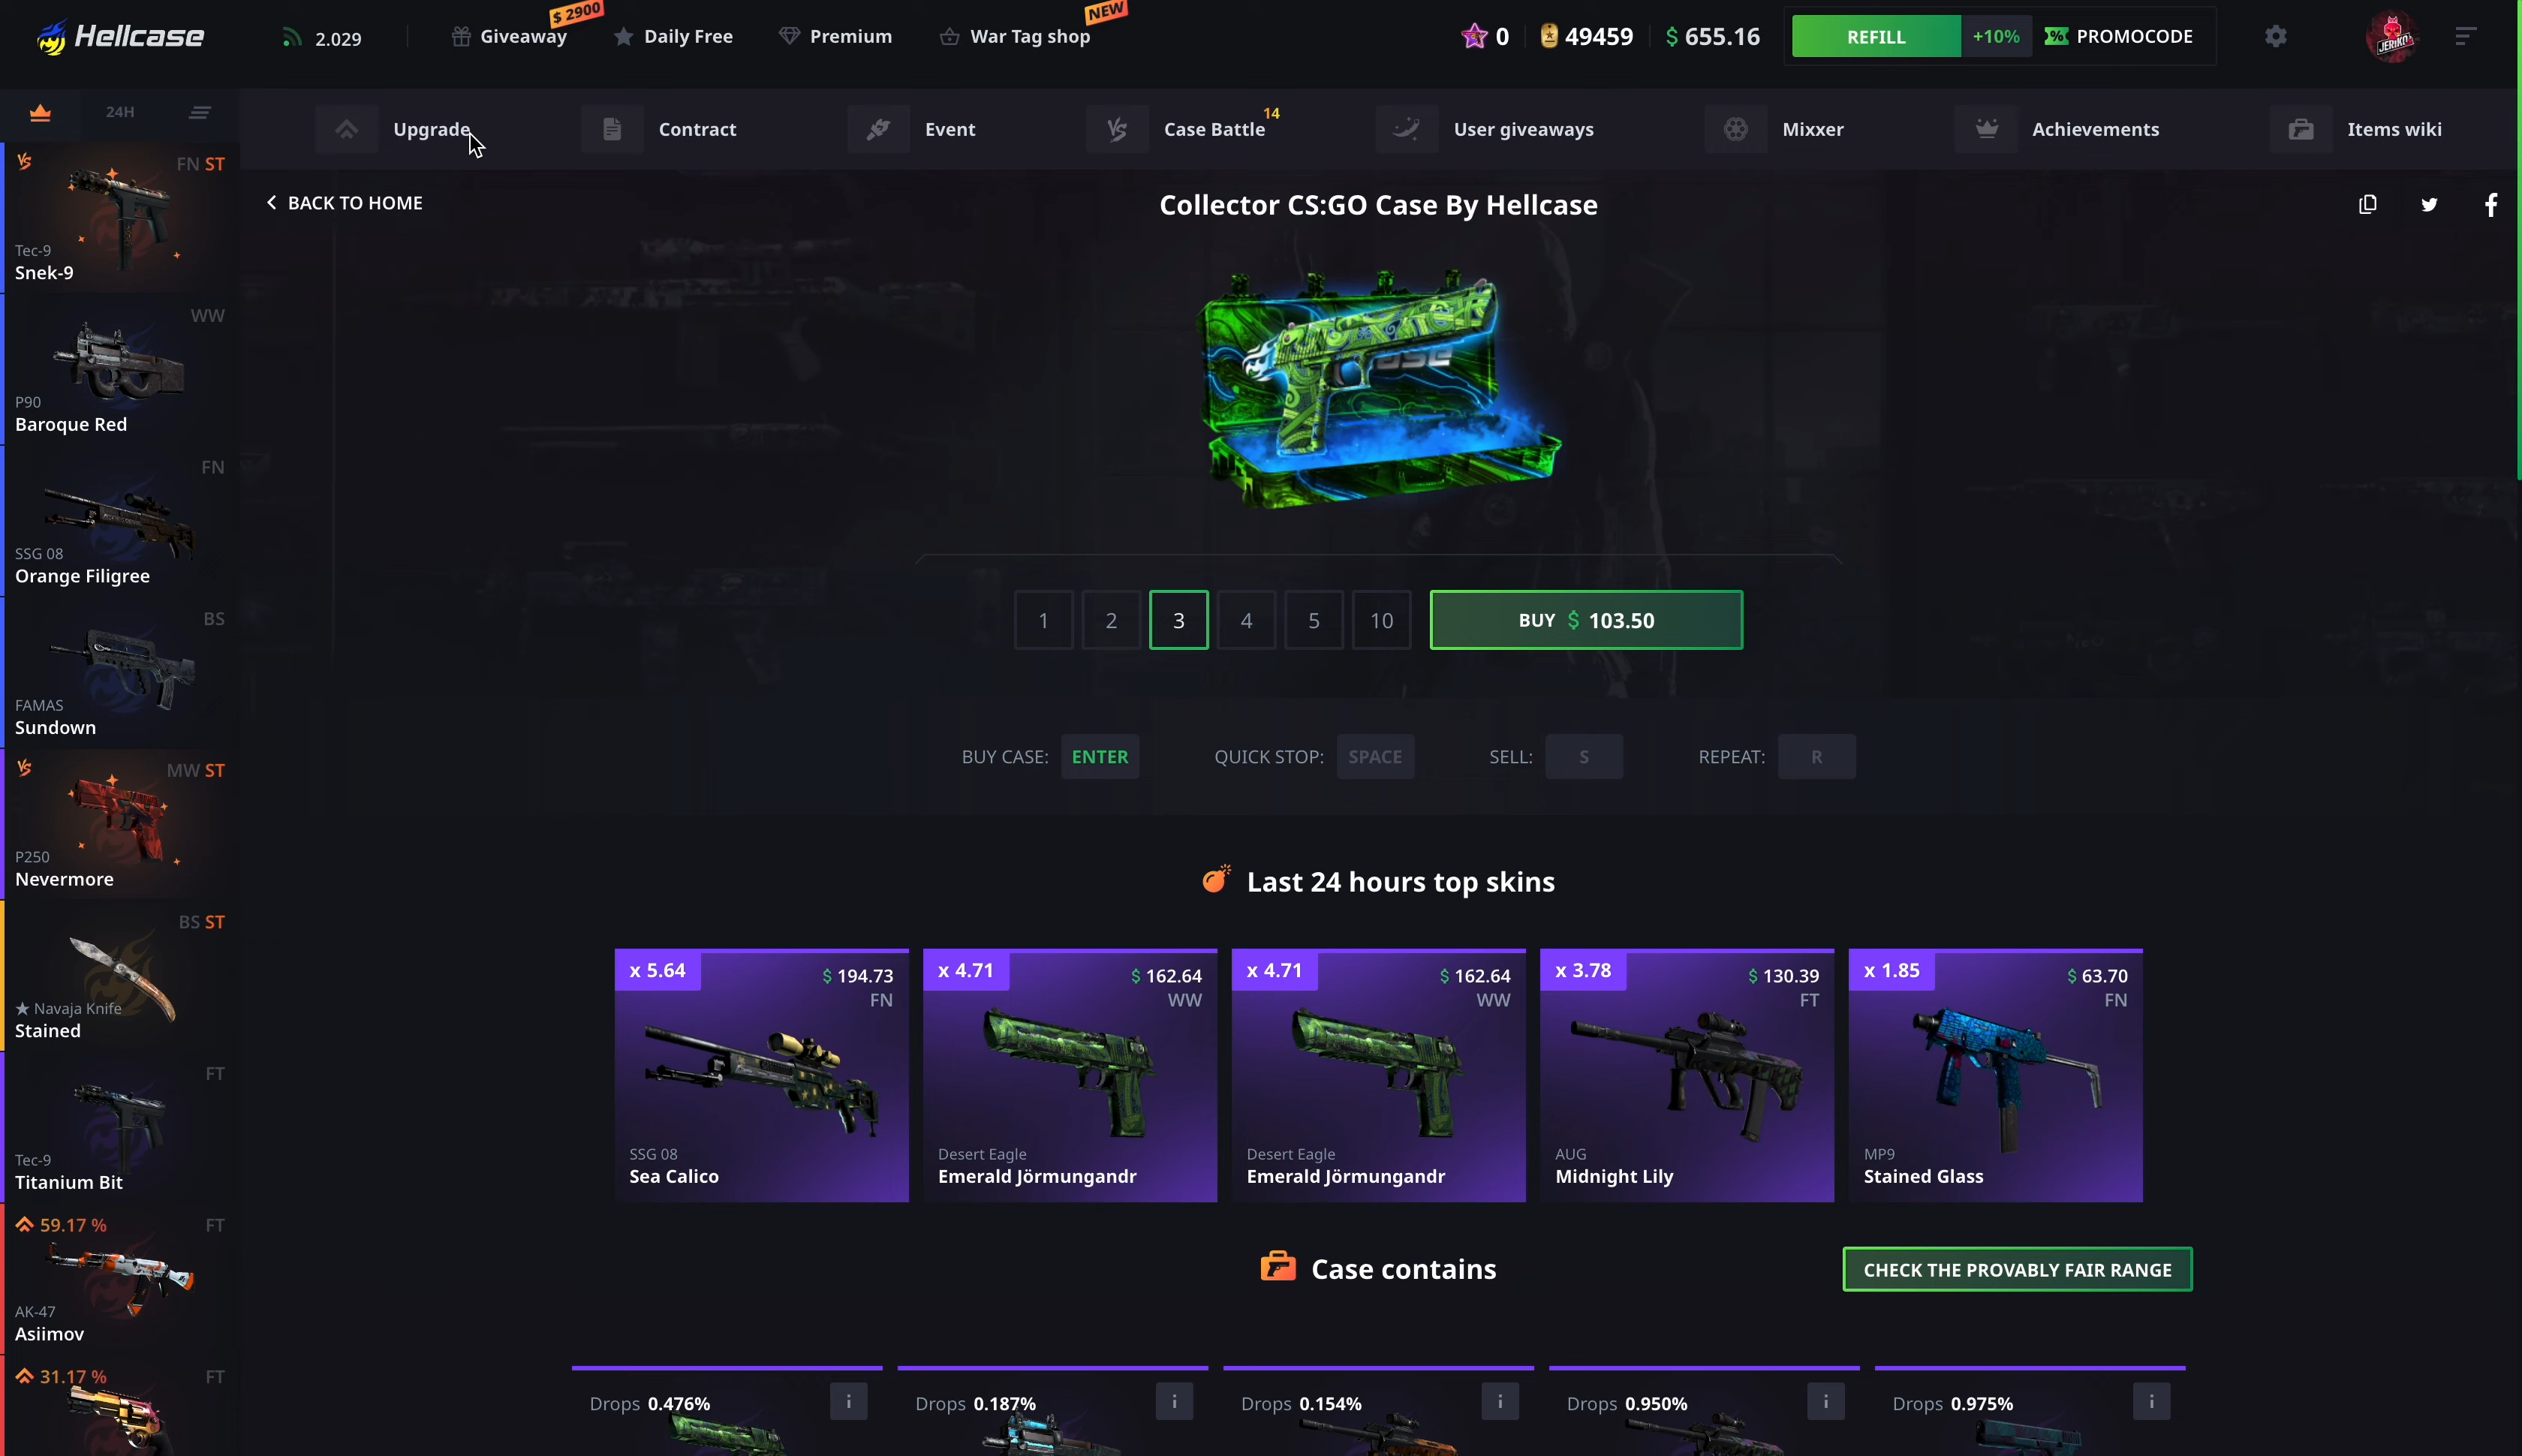 Hellcase
2.029
Giveaway
$ 2900
Daily Free
Premium
War Tag shop
NEW
0
49459
$ 655.16
REFILL
+10%
PROMOCODE
JERIKO
24H
Upgrade
Contract
Event
Case Battle
14
User giveaways
Mixxer
Achievements
Items wiki
BACK TO HOME
Collector CS:GO Case By Hellcase
FN ST
Tec-9
Snek-9
WW
P90
Baroque Red
FN
SSG 08
Orange Filigree
BS
FAMAS
Sundown
MW ST
P250
Nevermore
BS ST
★ Navaja Knife
Stained
FT
Tec-9
Titanium Bit
59.17 %
FT
AK-47
Asiimov
31.17 %
FT
1
2
3
4
5
10
BUY $ 103.50
BUY CASE: ENTER
QUICK STOP: SPACE
SELL: S
REPEAT: R
Last 24 hours top skins
x 5.64
$ 194.73
FN
SSG 08
Sea Calico
x 4.71
$ 162.64
WW
Desert Eagle
Emerald Jörmungandr
x 4.71
$ 162.64
WW
Desert Eagle
Emerald Jörmungandr
x 3.78
$ 130.39
FT
AUG
Midnight Lily
x 1.85
$ 63.70
FN
MP9
Stained Glass
Case contains
CHECK THE PROVABLY FAIR RANGE
Drops 0.476%
i
Drops 0.187%
i
Drops 0.154%
i
Drops 0.950%
i
Drops 0.975%
i